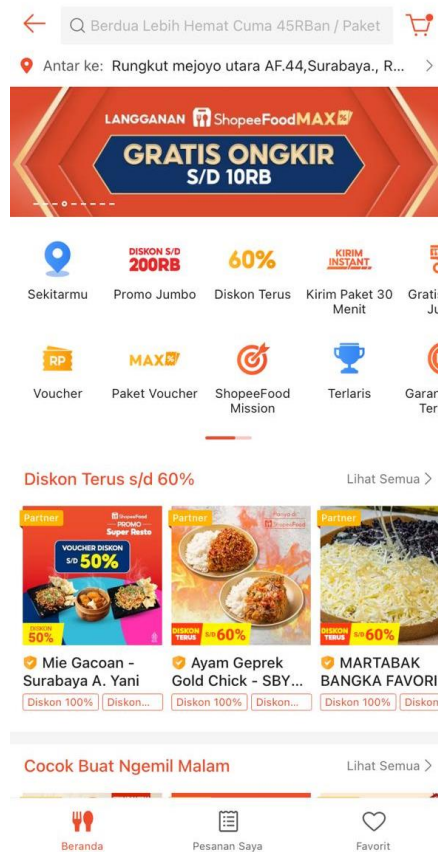 Berdua Lebih Hemat Cuma 45RBan / Paket
Antar ke: Rungkut mejoyo utara AF.44,Surabaya., R...
LANGGANAN ShopeeFoodMAX
GRATIS ONGKIR
S/D 10RB
DISKON S/D
200RB
60%
KIRIM
INSTANT
Sekitarmu
Promo Jumbo
Diskon Terus
Kirim Paket 30
Menit
RP
MAX
Voucher
Paket Voucher
ShopeeFood
Mission
Terlaris
Diskon Terus s/d 60%
Lihat Semua
Partner
ShopeeFood
PROMO
Super Resto
VOUCHER DISKON
S/D 50%
DISKON
50%
Partner
Hanya di
ShopeeFood
DISKON
TERUS
S/D 60%
Partner
DISKON
TERUS
S/D 60%
Mie Gacoan -
Surabaya A. Yani
Ayam Geprek
Gold Chick - SBY...
MARTABAK
BANGKA FAVORI
Diskon 100%
Diskon...
Diskon 100%
Diskon...
Diskon 100%
Diskon
Cocok Buat Ngemil Malam
Lihat Semua
Beranda
Pesanan Saya
Favorit